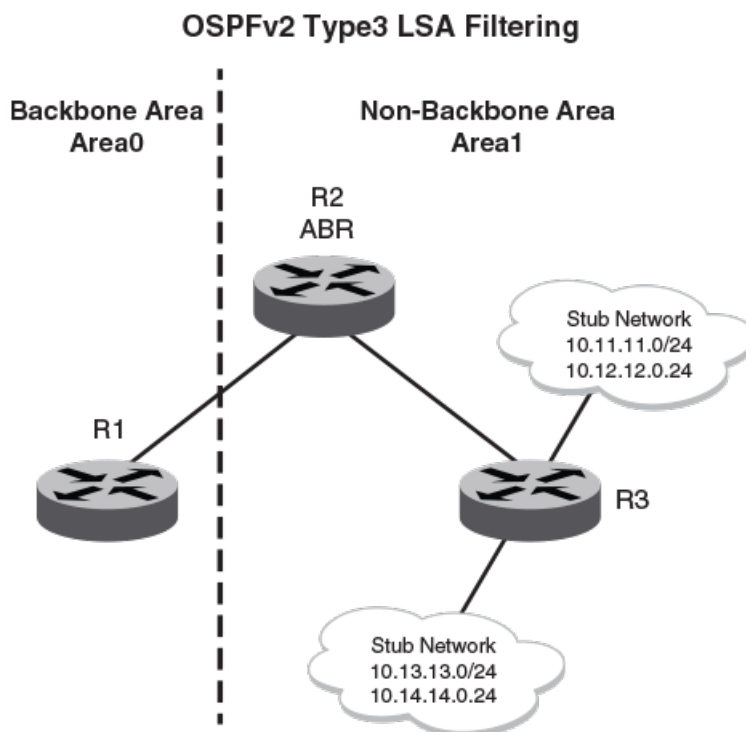 OSPFv2 Type3 LSA Filtering
Backbone Area
Area0
Non-Backbone Area
Area1
R2
ABR
Stub Network
10.11.11.0/24
10.12.12.0.24
R1
R3
Stub Network
10.13.13.0/24
10.14.14.0.24